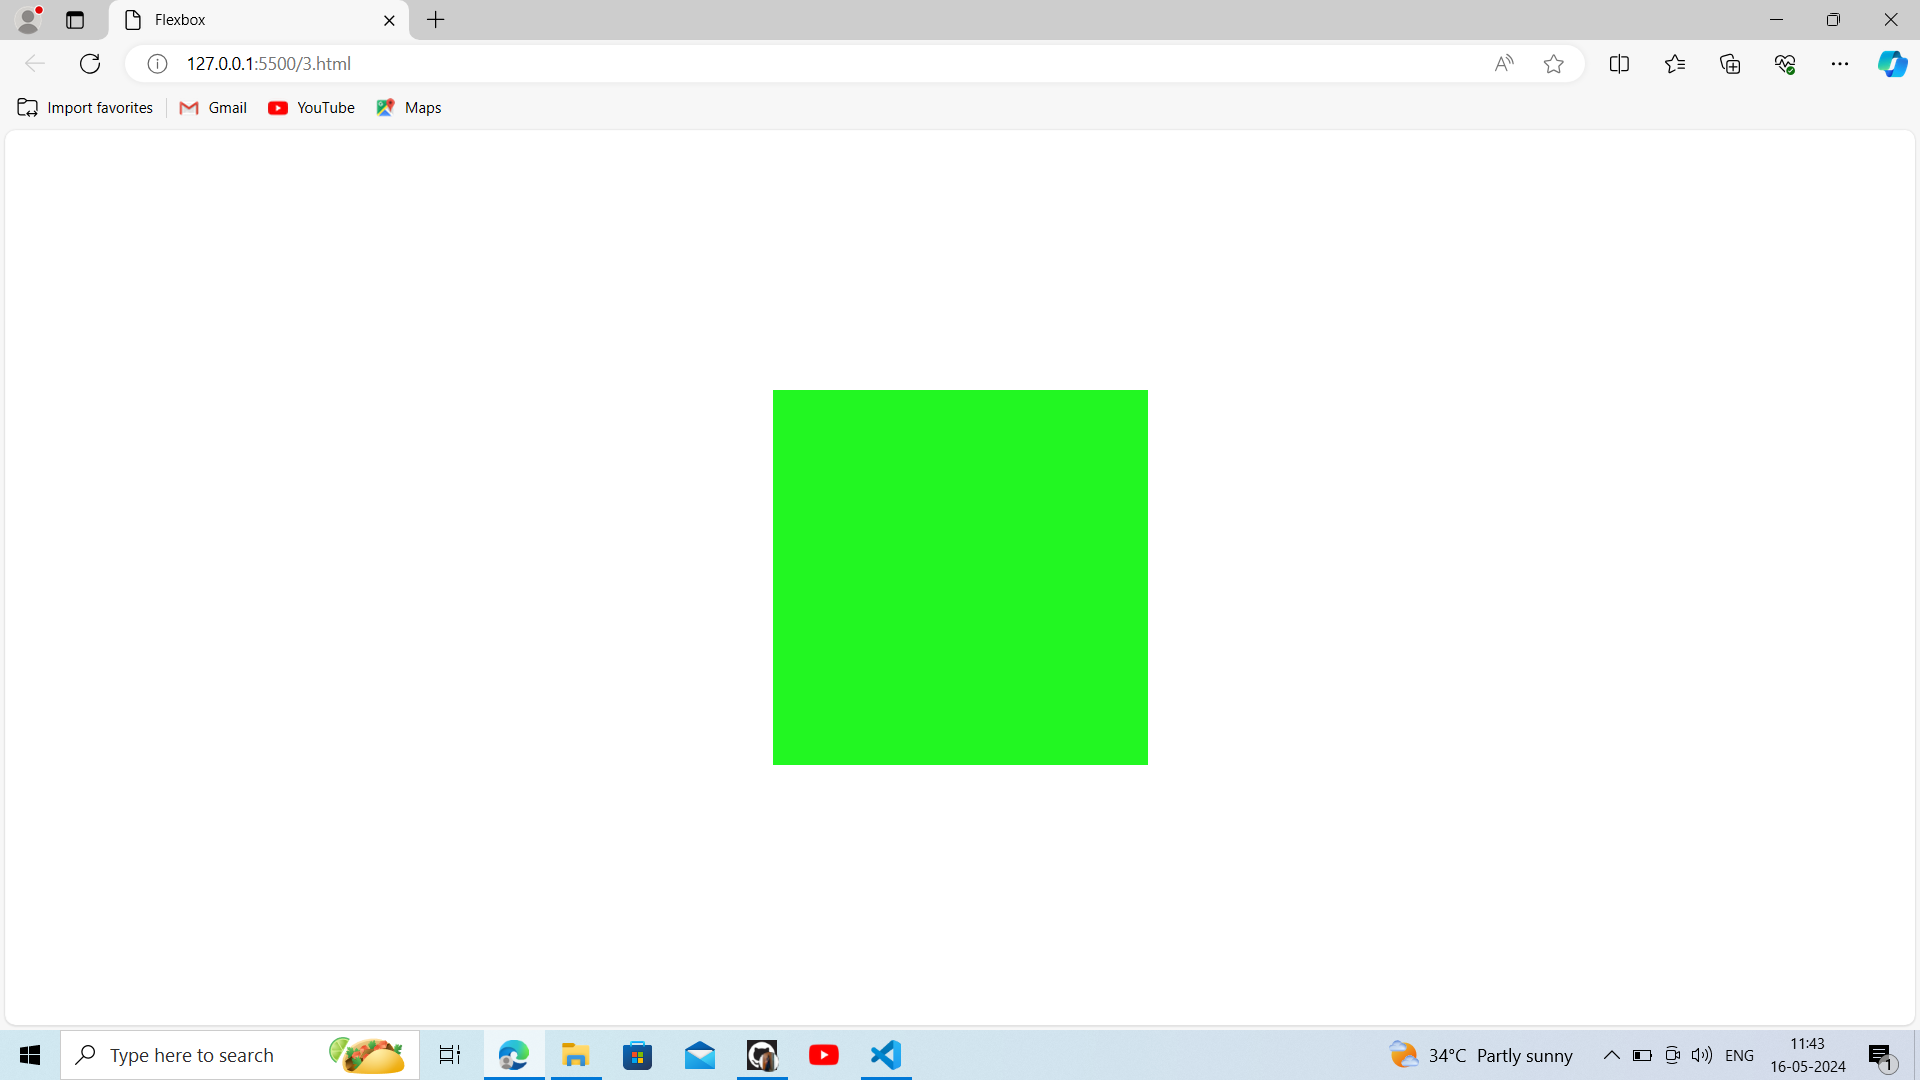 Flexbox
127.0.0.1:5500/3.html
Import favorites
Gmail
YouTube
Maps
Type here to search
34°C Partly sunny
ENG
11:43
16-05-2024
1